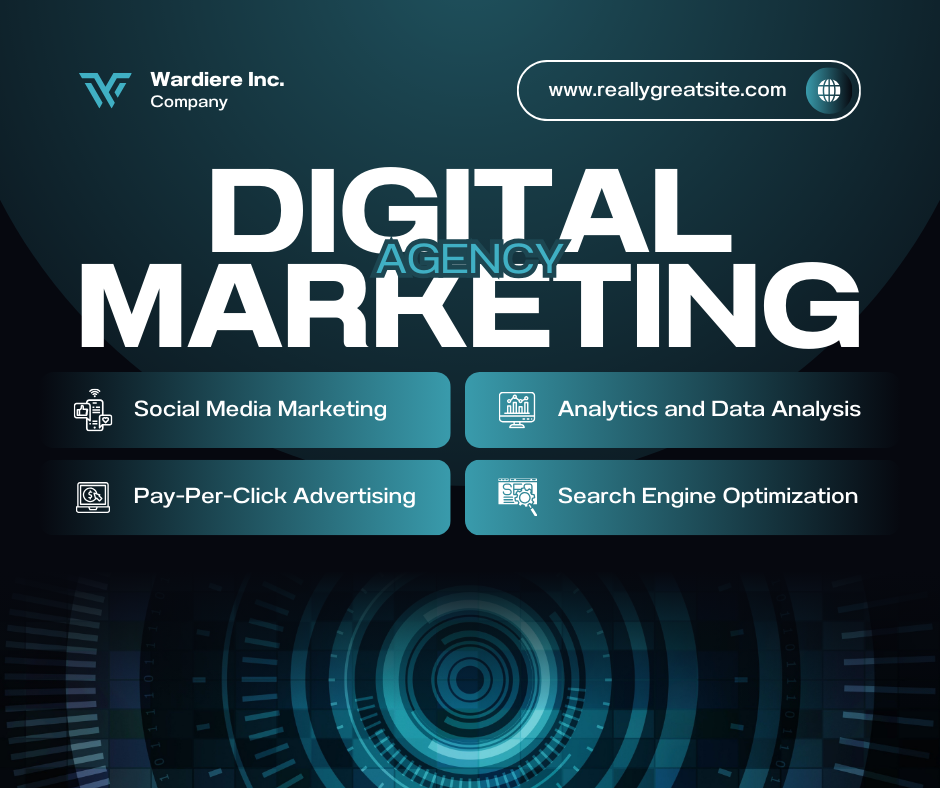 Wardiere Inc.
Company
www.reallygreatsite.com
DIGITAL
AGENCY
MARKETING
Social Media Marketing
Analytics and Data Analysis
Pay-Per-Click Advertising
Search Engine Optimization